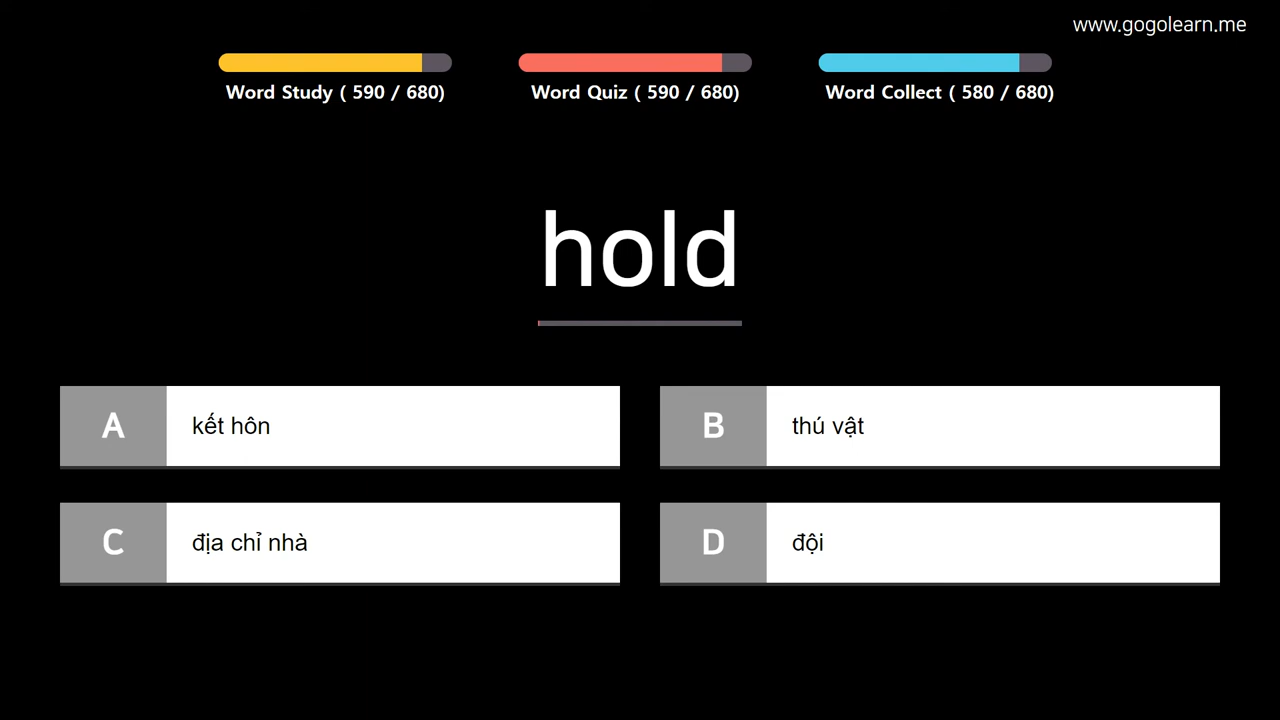 www.gogolearn.me
Word Study ( 590 / 680)
Word Quiz ( 590 / 680)
Word Collect ( 580 / 680)
hold
A
kết hôn
B
thú vật
C
địa chỉ nhà
D
đội